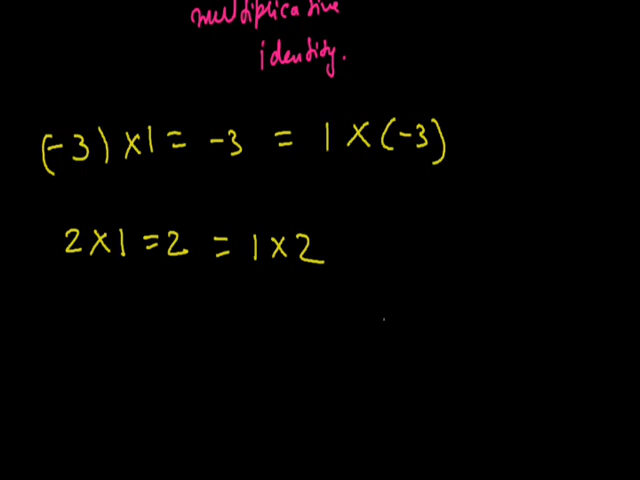 multiplicative
identity.
(-3) × 1 = -3 = 1 × (-3)
2 × 1 = 2 = 1 × 2